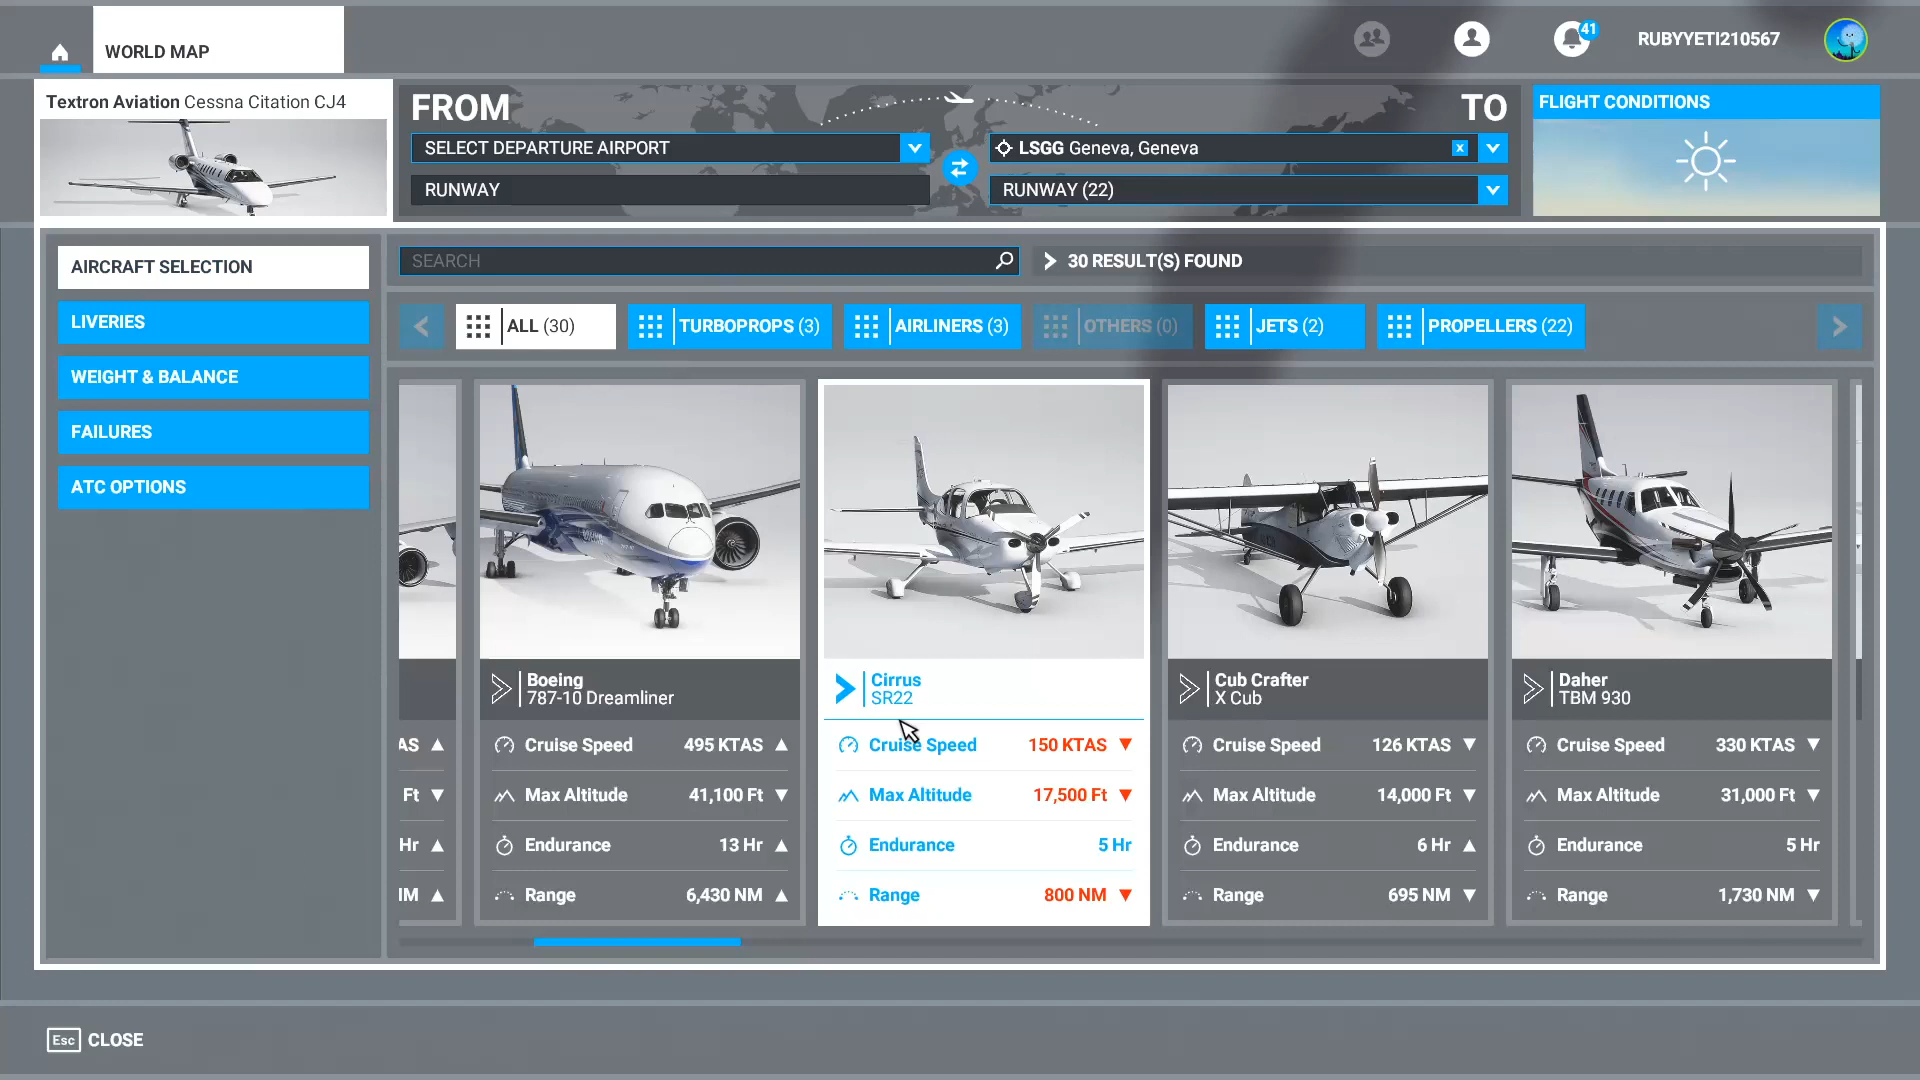 WORLD MAP
41
RUBYYETI210567
Textron Aviation Cessna Citation CJ4
FROM
TO
SELECT DEPARTURE AIRPORT
LSGG Geneva, Geneva
x
RUNWAY
RUNWAY (22)
FLIGHT CONDITIONS
AIRCRAFT SELECTION
LIVERIES
WEIGHT & BALANCE
FAILURES
ATC OPTIONS
SEARCH
30 RESULT(S) FOUND
ALL (30)
TURBOPROPS (3)
AIRLINERS (3)
OTHERS (0)
JETS (2)
PROPELLERS (22)
AS
Ft
Hr
IM
Boeing
787-10 Dreamliner
Cruise Speed 495 KTAS
Max Altitude 41,100 Ft
Endurance 13 Hr
Range 6,430 NM
Cirrus
SR22
Cruise Speed 150 KTAS
Max Altitude 17,500 Ft
Endurance 5 Hr
Range 800 NM
Cub Crafter
X Cub
Cruise Speed 126 KTAS
Max Altitude 14,000 Ft
Endurance 6 Hr
Range 695 NM
Daher
TBM 930
Cruise Speed 330 KTAS
Max Altitude 31,000 Ft
Endurance 5 Hr
Range 1,730 NM
Esc CLOSE